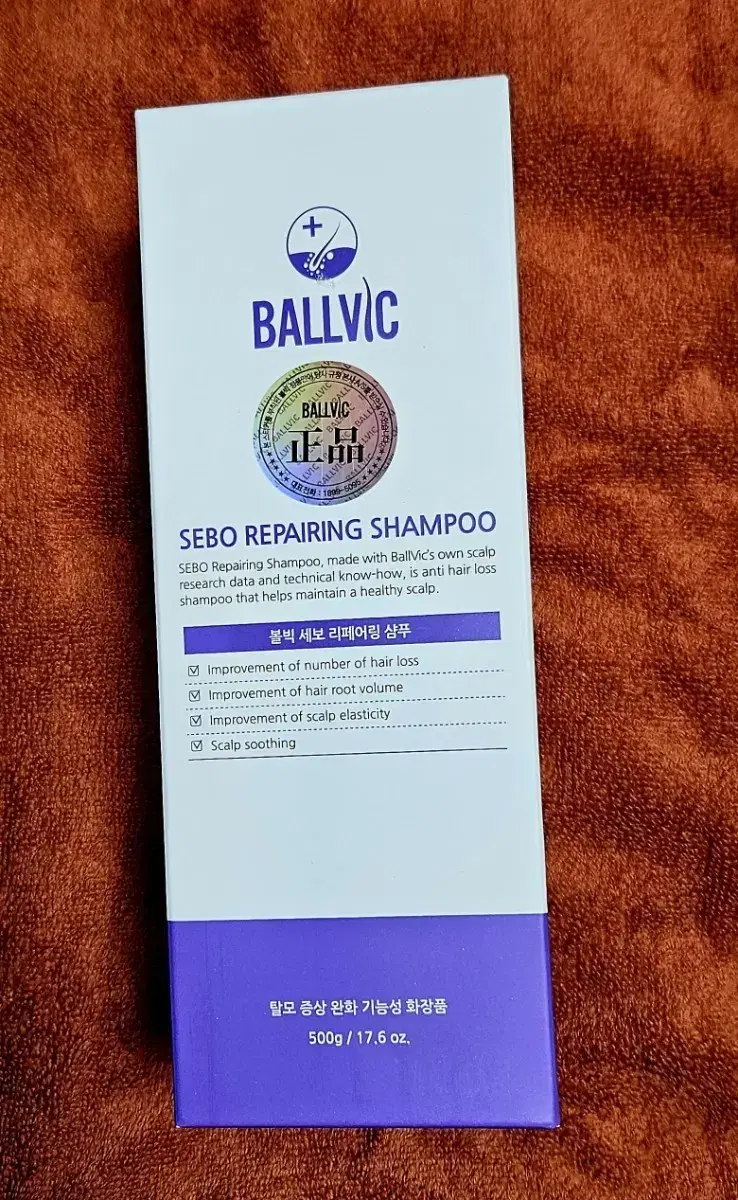 BALLVIC
BALLVIC
正品
SEBO REPAIRING SHAMPOO
SEBO Repairing Shampoo, made with BallVic's own scalp
research data and technical know-how, is anti hair loss
shampoo that helps maintain a healthy scalp.
볼빅 세보 리페어링 샴푸
Improvement of number of hair loss
Improvement of hair root volume
Improvement of scalp elasticity
Scalp soothing
탈모 증상 완화 기능성 화장품
500g / 17.6 oz.